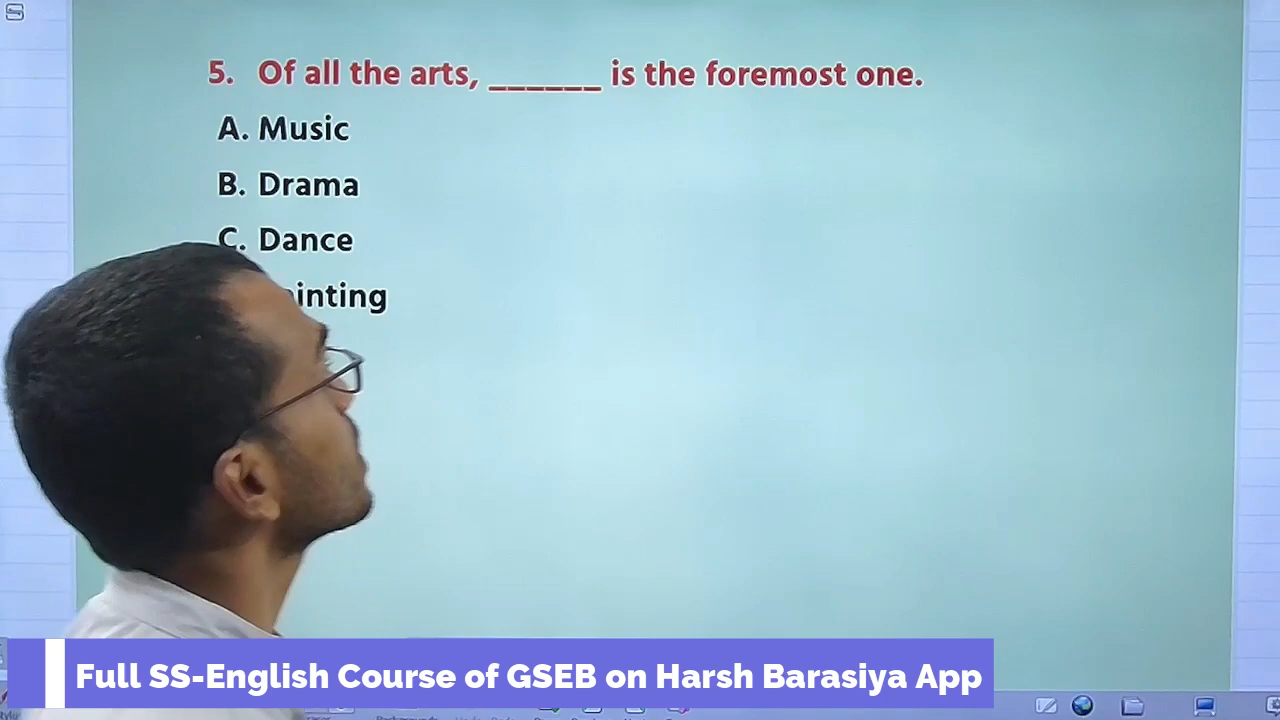 5. Of all the arts, ______ is the foremost one.
A. Music
B. Drama
C. Dance
inting
Full SS-English Course of GSEB on Harsh Barasiya App